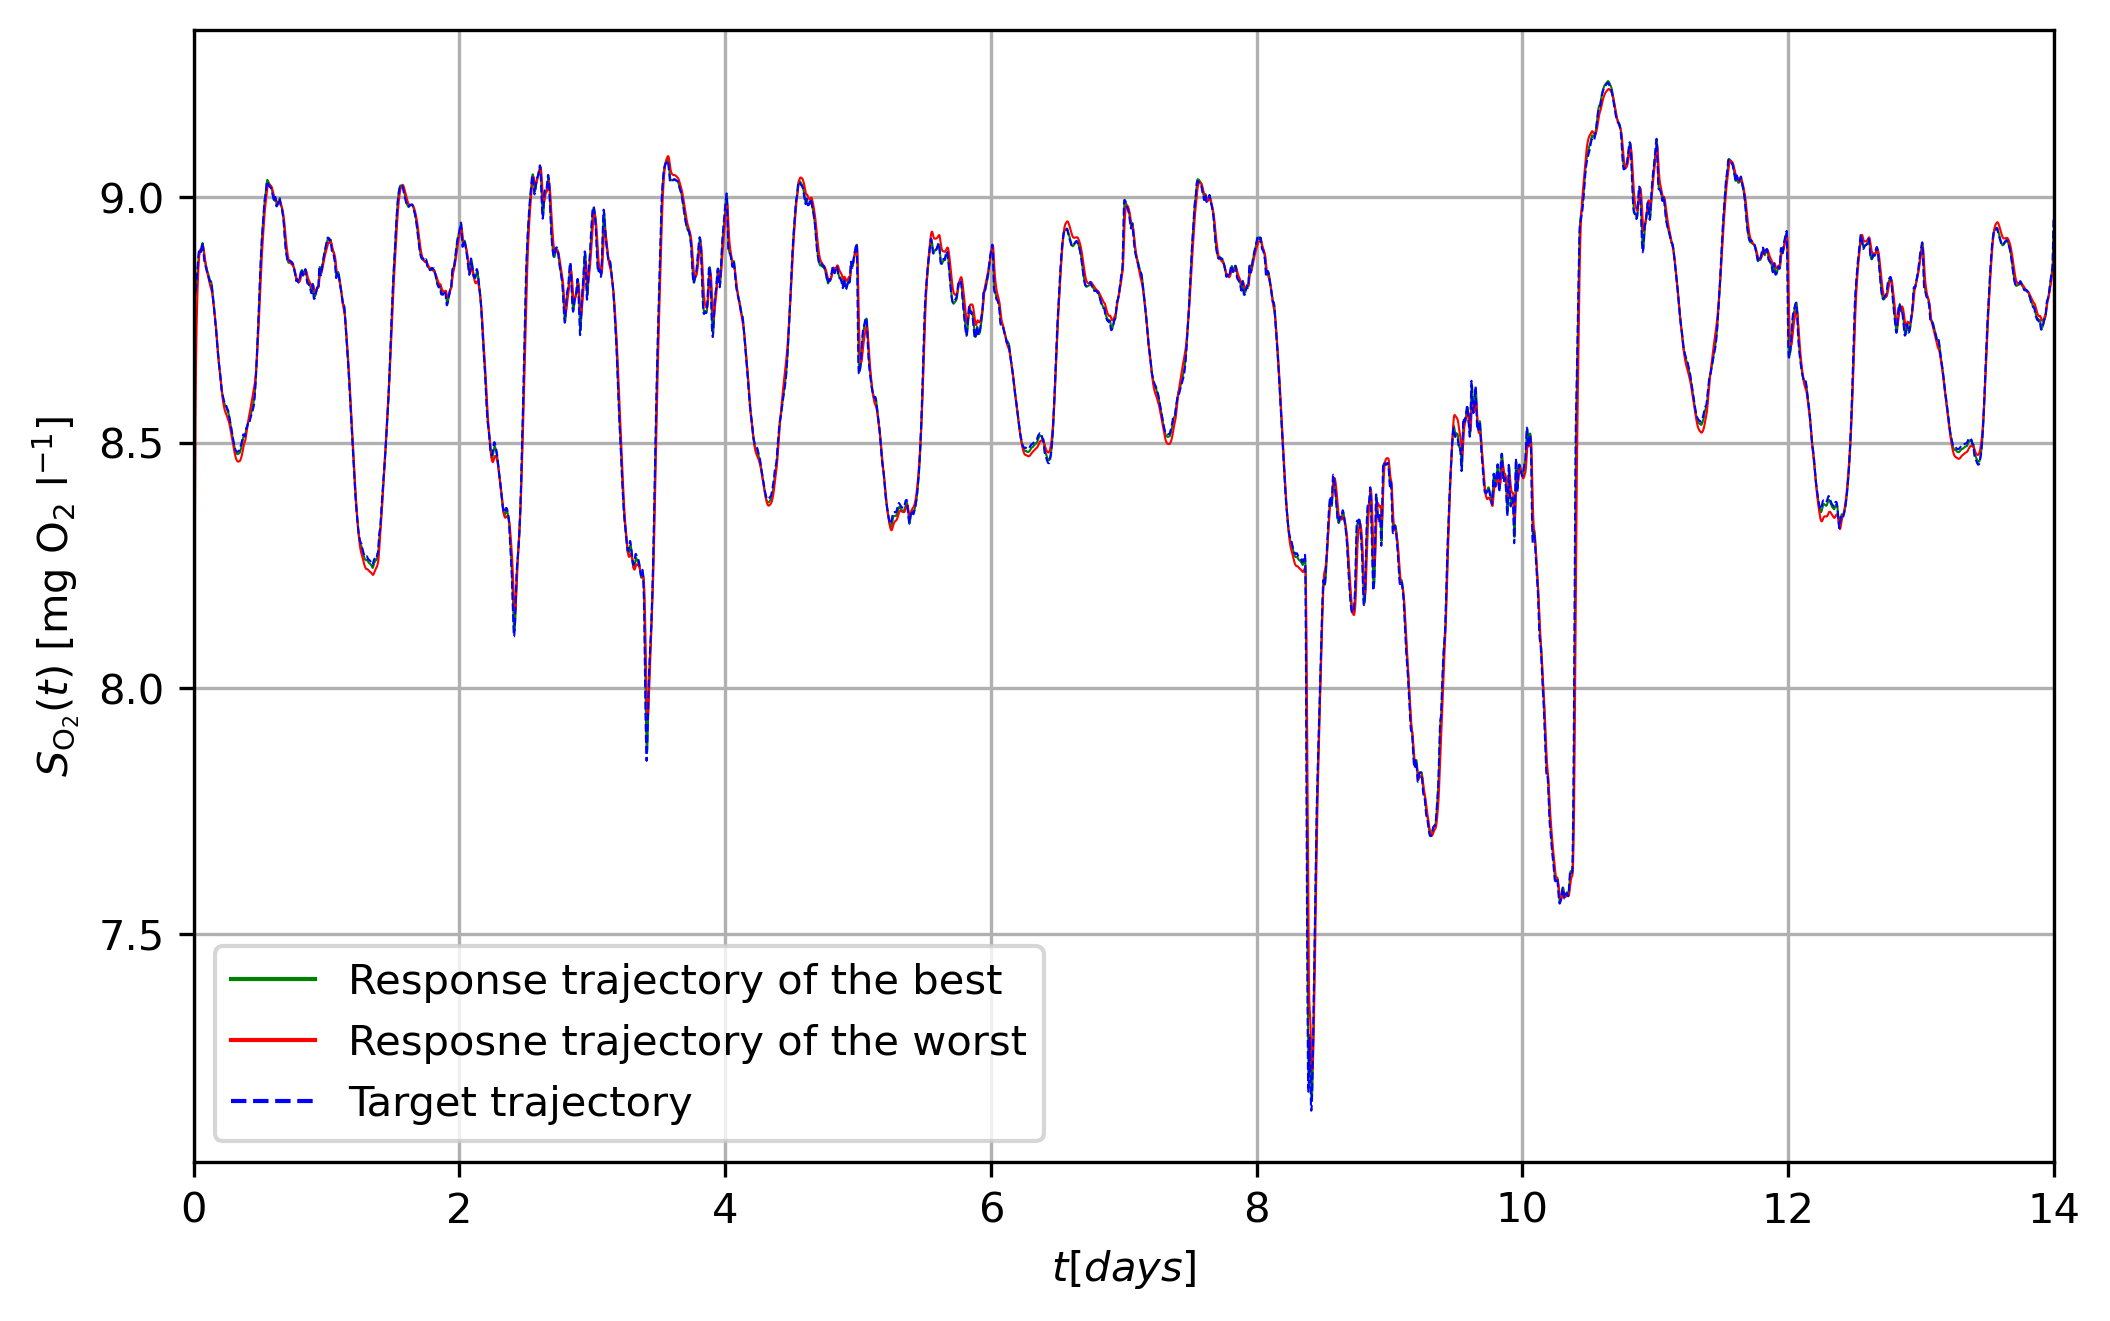 9.0
8.5
8.0
7.5
S_{O_2}(t) [mg O_2 l^{-1}]
Response trajectory of the best
Resposne trajectory of the worst
Target trajectory
0 2 4 6 8 10 12 14
t[days]